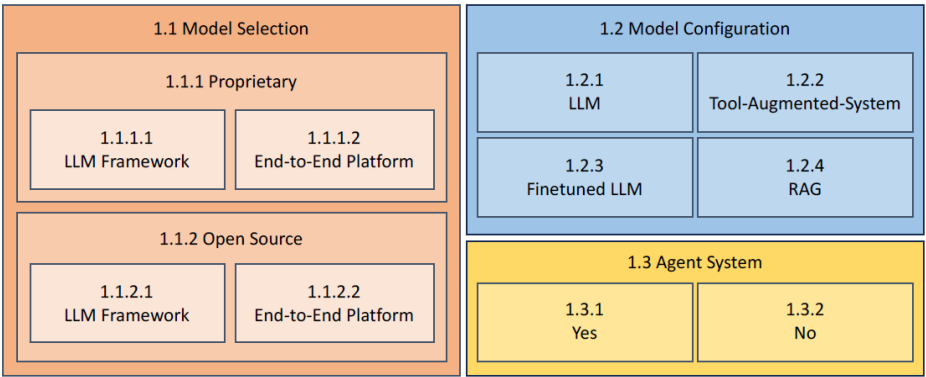 1.1 Model Selection
1.1.1 Proprietary
1.1.1.1
LLM Framework
1.1.1.2
End-to-End Platform
1.1.2 Open Source
1.1.2.1
LLM Framework
1.1.2.2
End-to-End Platform
1.2 Model Configuration
1.2.1
LLM
1.2.2
Tool-Augmented-System
1.2.3
Finetuned LLM
1.2.4
RAG
1.3 Agent System
1.3.1
Yes
1.3.2
No